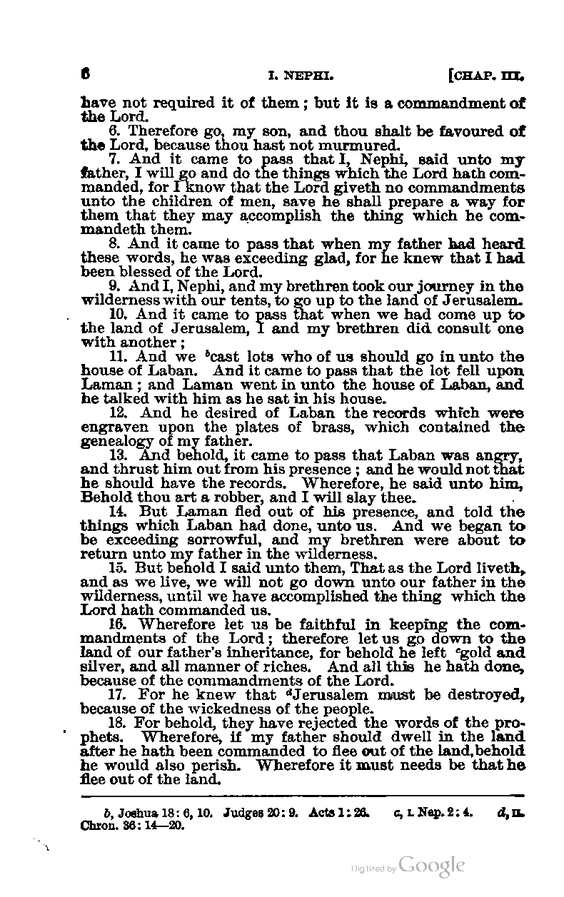 6 I. NEPHI. [CHAP. III.
have not required it of them; but it is a commandment of
the Lord.
6. Therefore go, my son, and thou shalt be favoured of
the Lord, because thou hast not murmured.
7. And it came to pass that I, Nephi, said unto my
father, I will go and do the things which the Lord hath com-
manded, for I know that the Lord giveth no commandments
unto the children of men, save he shall prepare a way for
them that they may accomplish the thing which he com-
mandeth them.
8. And it came to pass that when my father had heard
these words, he was exceeding glad, for he knew that I had
been blessed of the Lord.
9. And I, Nephi, and my brethren took our journey in the
wilderness with our tents, to go up to the land of Jerusalem.
10. And it came to pass that when we had come up to
the land of Jerusalem, I and my brethren did consult one
with another;
11. And we bcast lots who of us should go in unto the
house of Laban. And it came to pass that the lot fell upon
Laman; and Laman went in unto the house of Laban, and
he talked with him as he sat in his house.
12. And he desired of Laban the records which were
engraven upon the plates of brass, which contained the
genealogy of my father.
13. And behold, it came to pass that Laban was angry,
and thrust him out from his presence; and he would not that
he should have the records. Wherefore, he said unto him,
Behold thou art a robber, and I will slay thee.
14. But Laman fled out of his presence, and told the
things which Laban had done, unto us. And we began to
be exceeding sorrowful, and my brethren were about to
return unto my father in the wilderness.
15. But behold I said unto them, That as the Lord liveth,
and as we live, we will not go down unto our father in the
wilderness, until we have accomplished the thing which the
Lord hath commanded us.
16. Wherefore let us be faithful in keeping the com-
mandments of the Lord; therefore let us go down to the
land of our father's inheritance, for behold he left cgold and
silver, and all manner of riches. And all this he hath done,
because of the commandments of the Lord.
17. For he knew that dJerusalem must be destroyed,
because of the wickedness of the people.
18. For behold, they have rejected the words of the pro-
phets. Wherefore, if my father should dwell in the land
after he hath been commanded to flee out of the land, behold
he would also perish. Wherefore it must needs be that he
flee out of the land.
b, Joshua 18: 6, 10. Judges 20: 9. Acts 1: 26. c, I. Nep. 2: 4. d, II.
Chron. 36: 14—20.
Digitized by Google